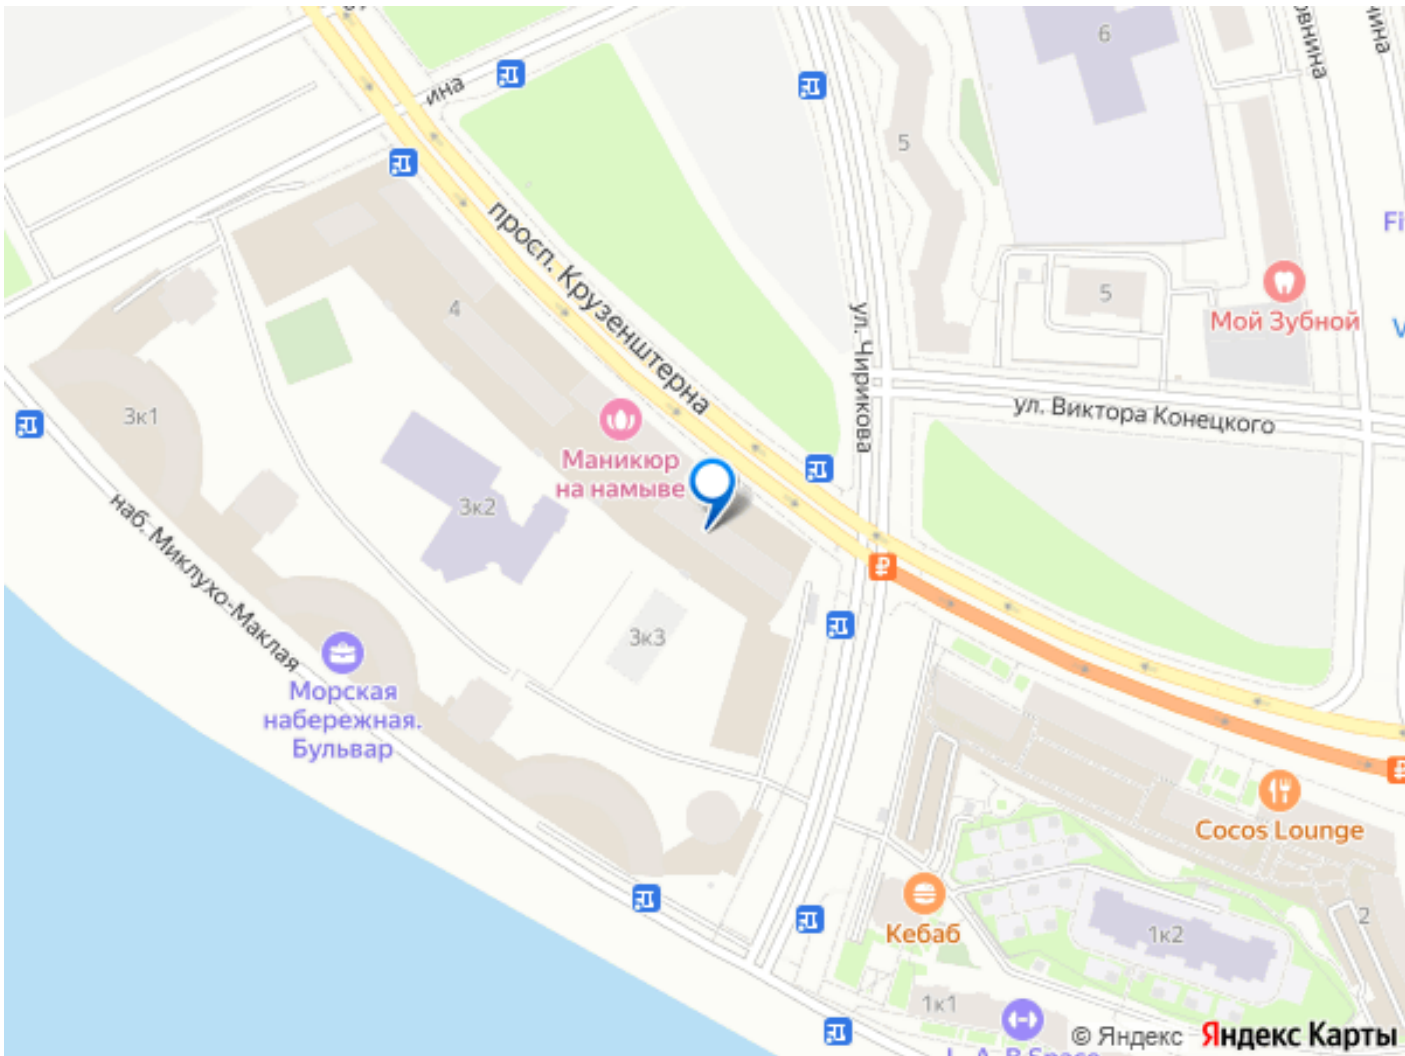 ина
6
просп. Крузенштерна
5
5
Мой Зубной
4
ул. Чирикова
ул. Виктора Конецкого
3к1
Маникюр
на намыве
3к2
наб. Миклухо-Маклая
3к3
Морская
набережная.
Бульвар
Cocos Lounge
Кебаб
2
1к2
1к1
© Яндекс
Яндекс Карты